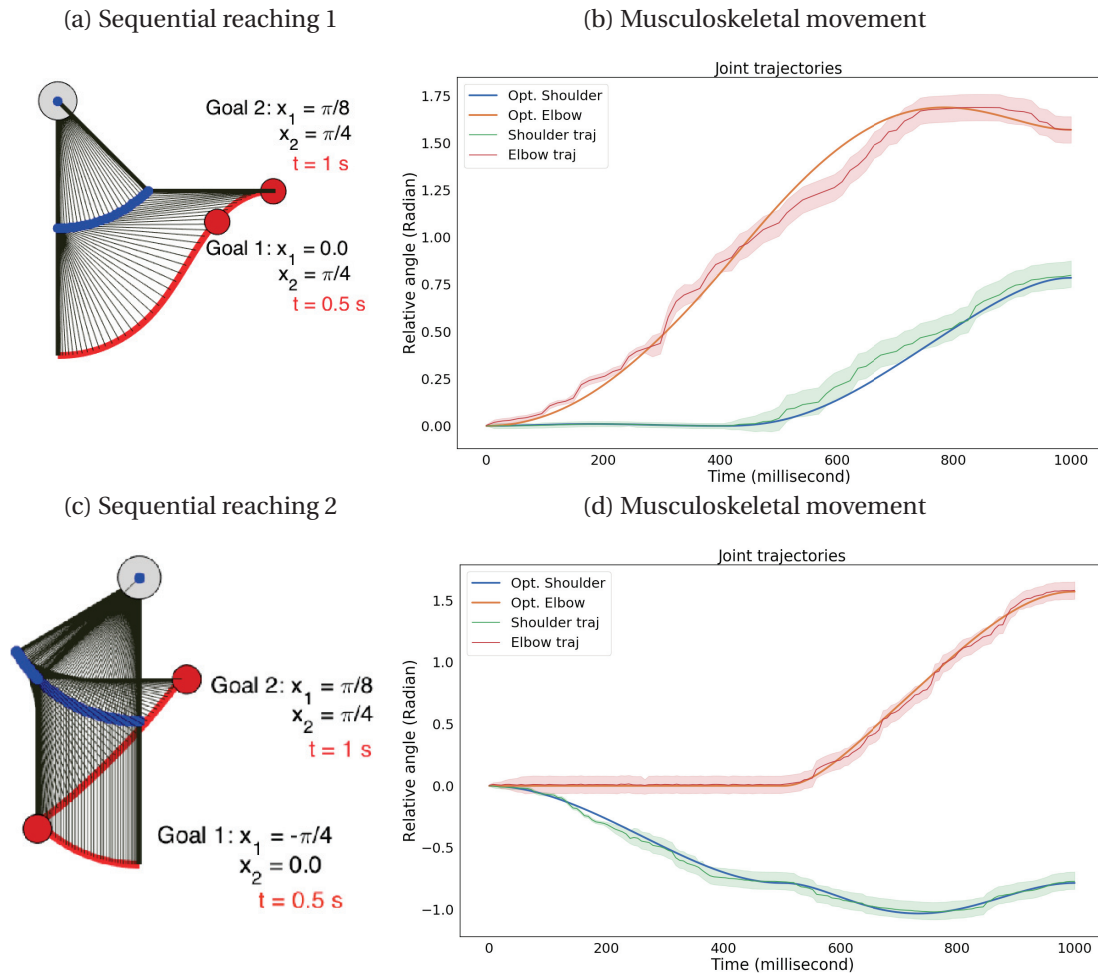 (a) Sequential reaching 1
Goal 2: x₁ = π/8
x₂ = π/4
t = 1 s
Goal 1: x₁ = 0.0
x₂ = π/4
t = 0.5 s
(b) Musculoskeletal movement
Joint trajectories
Opt. Shoulder
Opt. Elbow
Shoulder traj
Elbow traj
Relative angle (Radian)
1.75
1.50
1.25
1.00
0.75
0.50
0.25
0.00
0 200 400 600 800 1000
Time (millisecond)
(c) Sequential reaching 2
Goal 2: x₁ = π/8
x₂ = π/4
t = 1 s
Goal 1: x₁ = -π/4
x₂ = 0.0
t = 0.5 s
(d) Musculoskeletal movement
Joint trajectories
Opt. Shoulder
Opt. Elbow
Shoulder traj
Elbow traj
Relative angle (Radian)
1.5
1.0
0.5
0.0
−0.5
−1.0
0 200 400 600 800 1000
Time (millisecond)